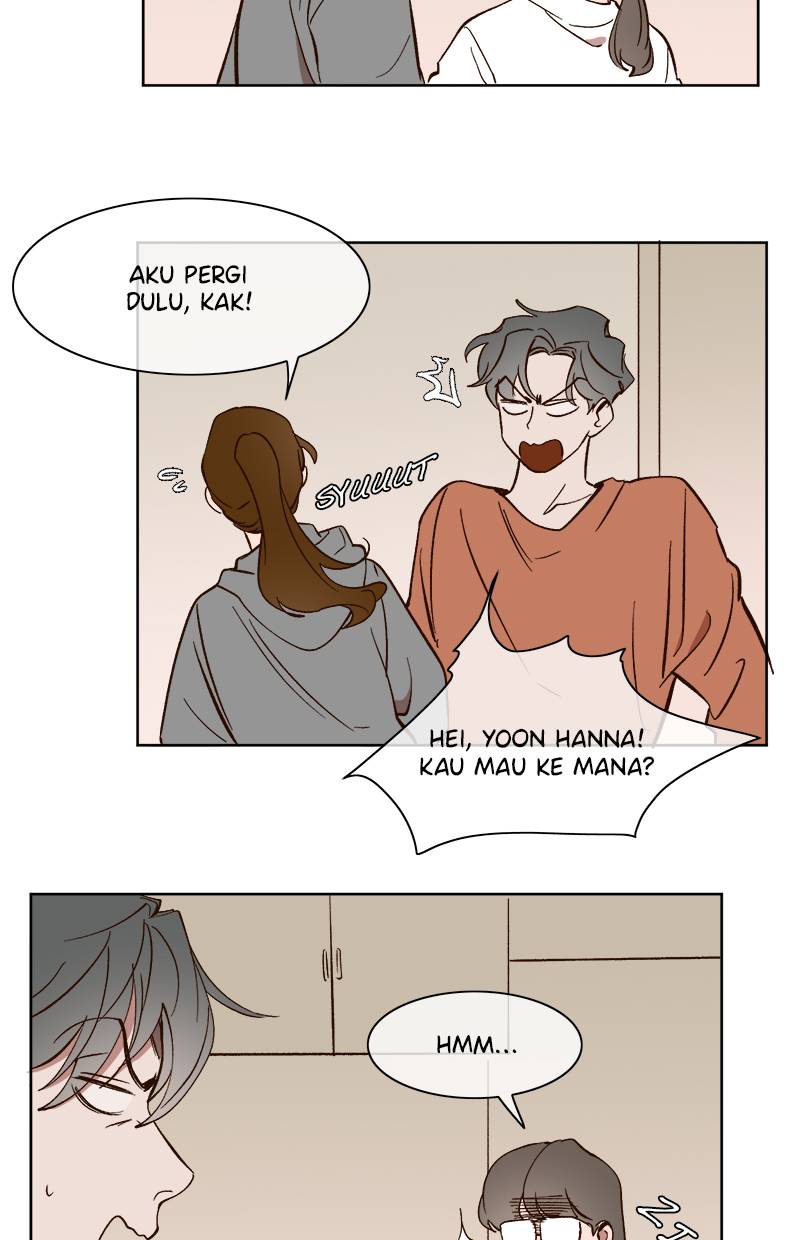 AKU PERGI
DULU, KAK!
SYUUUT
HEI, YOON HANNA!
KAU MAU KE MANA?
HMM...